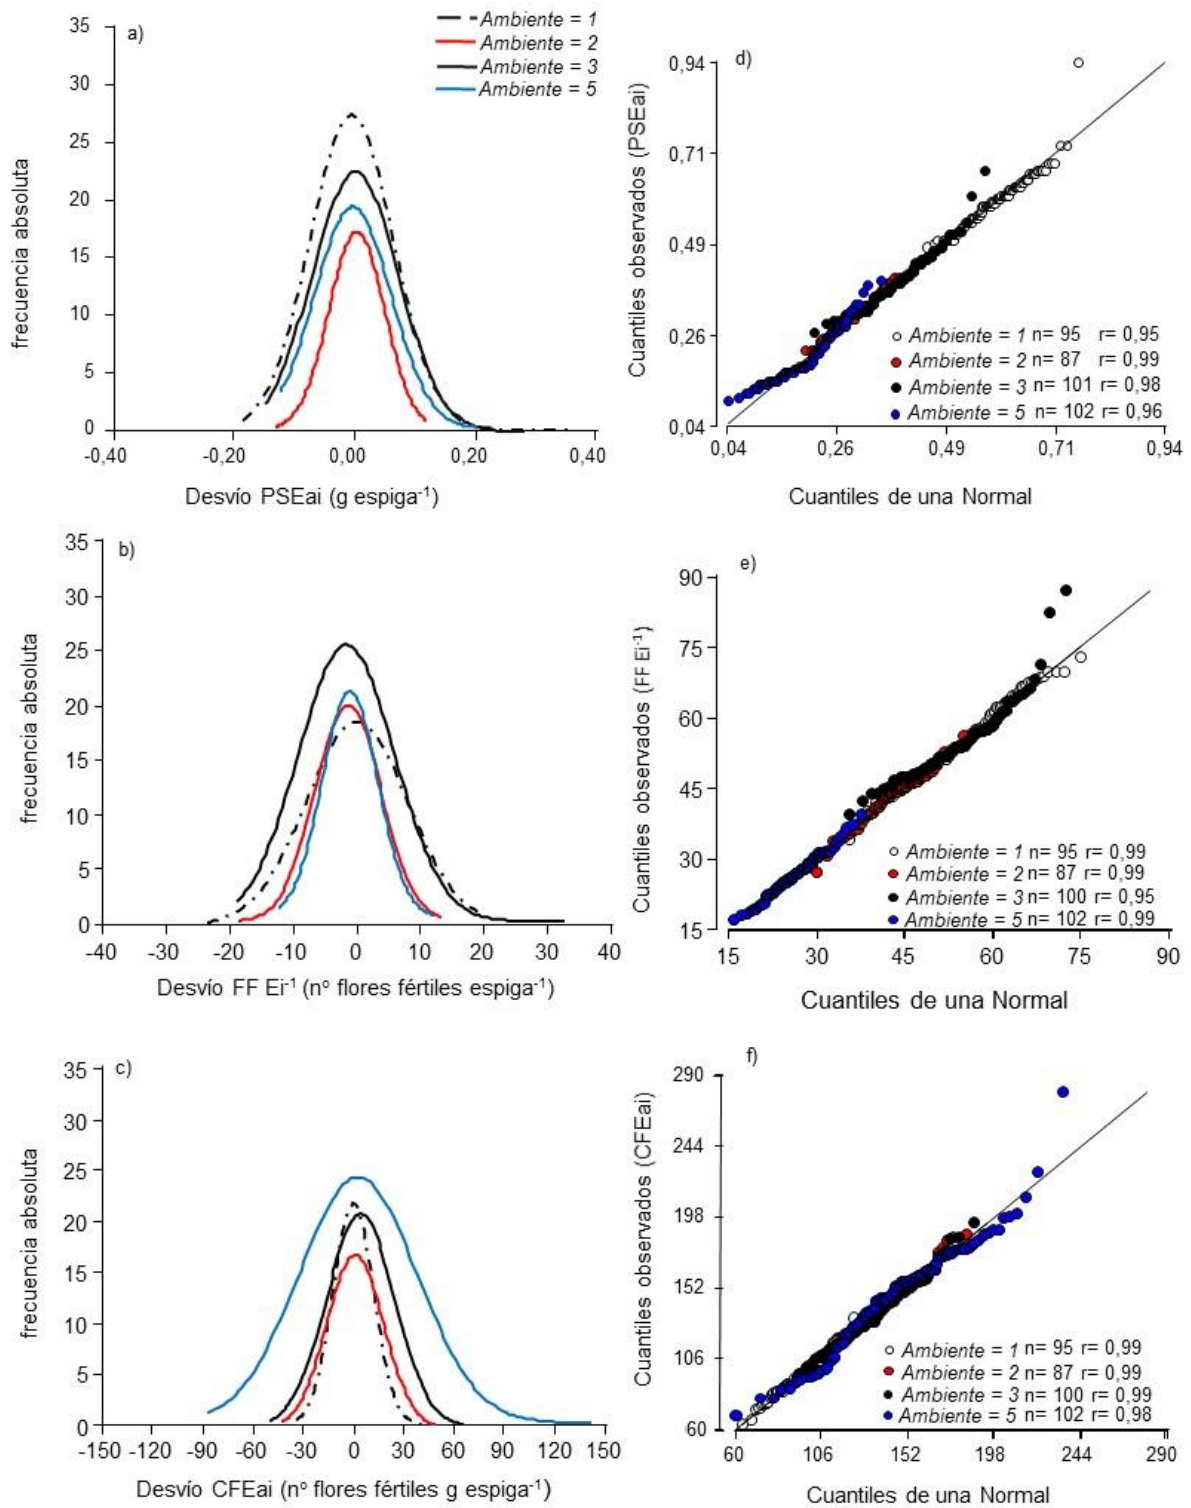 a)
35
30
25
20
15
10
5
0
-0,40
-0,20
0,00
0,20
0,40
frecuencia absoluta
Desvío PSEai (g espiga-1)
Ambiente = 1
Ambiente = 2
Ambiente = 3
Ambiente = 5
d)
0,94
0,71
0,49
0,26
0,04
0,04
0,26
0,49
0,71
0,94
Cuantiles observados (PSEai)
Cuantiles de una Normal
Ambiente = 1 n= 95 r= 0,95
Ambiente = 2 n= 87 r= 0,99
Ambiente = 3 n= 101 r= 0,98
Ambiente = 5 n= 102 r= 0,96
b)
35
30
25
20
15
10
5
0
-40
-30
-20
-10
0
10
20
30
40
frecuencia absoluta
Desvío FF Ei-1 (nº flores fértiles espiga-1)
e)
90
75
60
45
30
15
15
30
45
60
75
90
Cuantiles observados (FF Ei-1)
Cuantiles de una Normal
Ambiente = 1 n= 95 r= 0,99
Ambiente = 2 n= 87 r= 0,99
Ambiente = 3 n= 100 r= 0,95
Ambiente = 5 n= 102 r= 0,99
c)
35
30
25
20
15
10
5
0
-150
-120
-90
-60
-30
0
30
60
90
120
150
frecuencia absoluta
Desvío CFEai (nº flores fértiles g espiga-1)
f)
290
244
198
152
106
60
60
106
152
198
244
290
Cuantiles observados (CFEai)
Cuantiles de una Normal
Ambiente = 1 n= 95 r= 0,99
Ambiente = 2 n= 87 r= 0,99
Ambiente = 3 n= 100 r= 0,99
Ambiente = 5 n= 102 r= 0,98